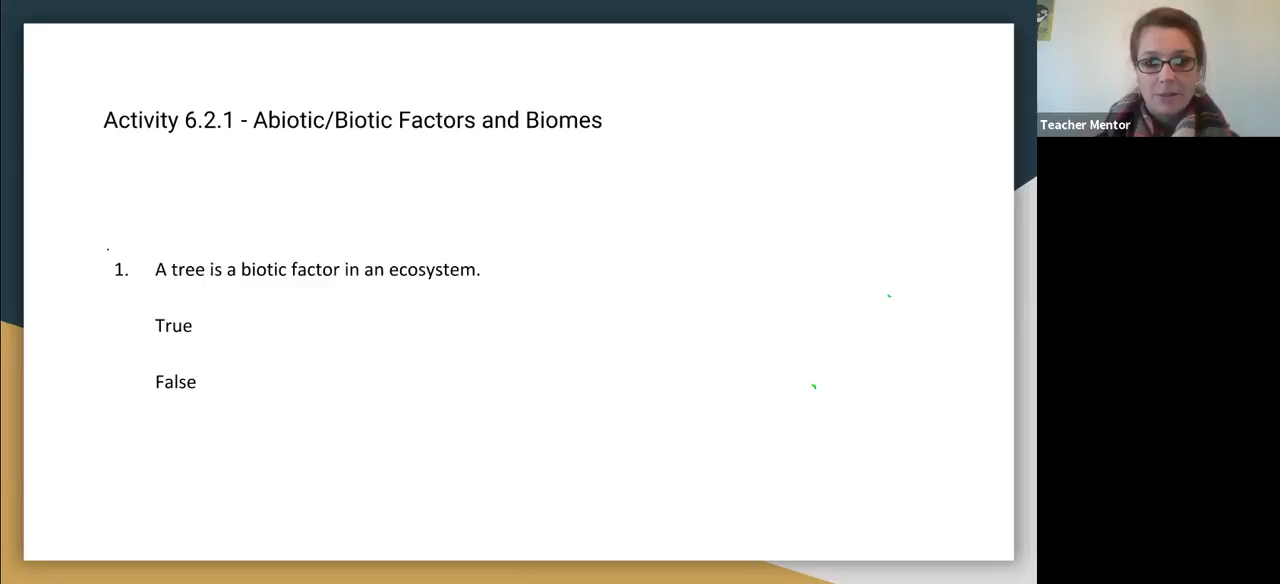 Activity 6.2.1 - Abiotic/Biotic Factors and Biomes
1. A tree is a biotic factor in an ecosystem.
True
False
Teacher Mentor